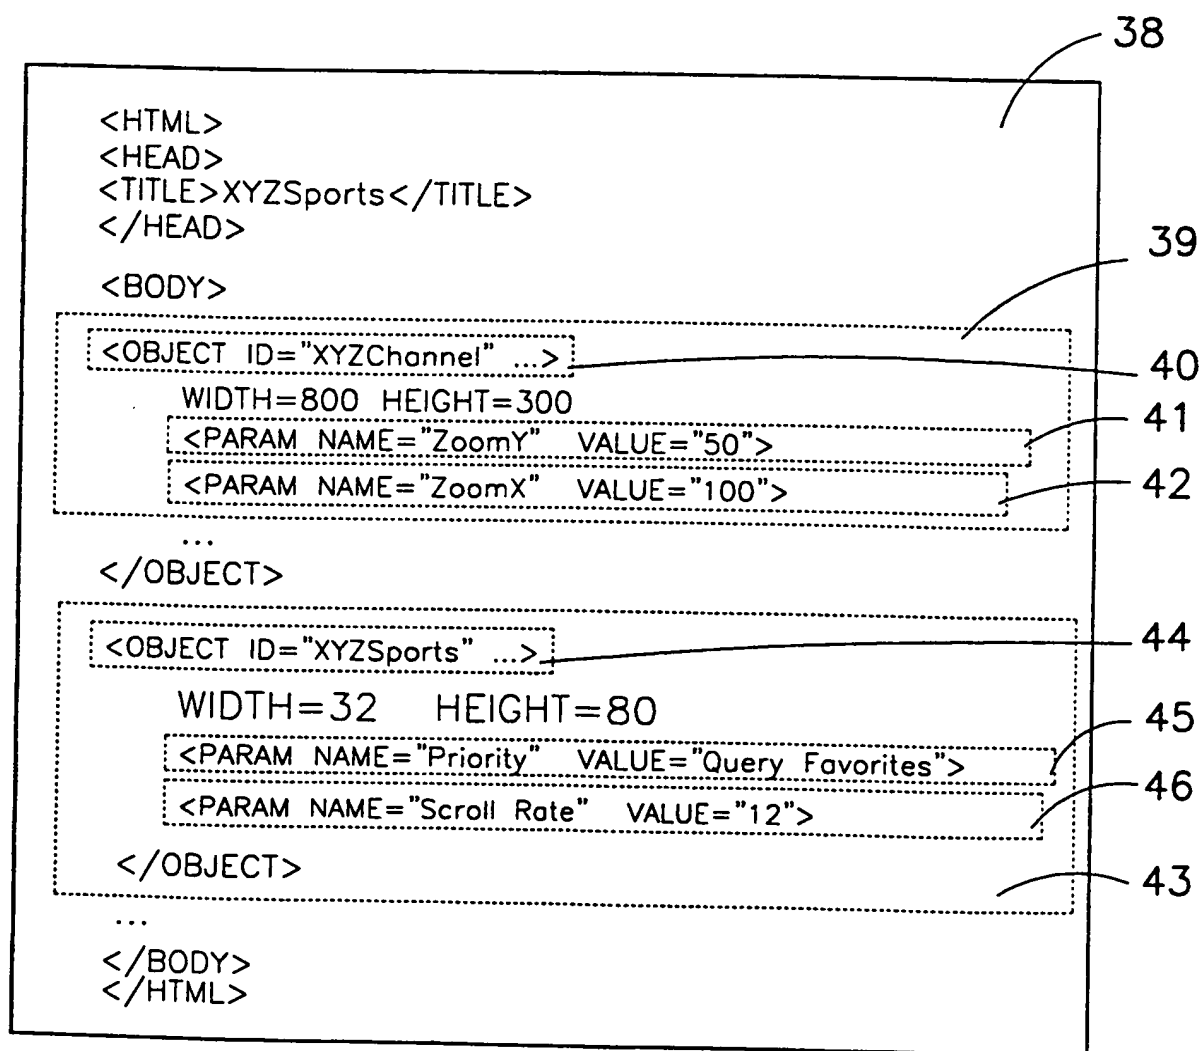 38
<HTML>
<HEAD>
<TITLE>XYZSports</TITLE>
</HEAD>
39
<BODY>
<OBJECT ID="XYZChannel" ...>
40
WIDTH=800 HEIGHT=300
41
<PARAM NAME="ZoomY" VALUE="50">
<PARAM NAME="ZoomX" VALUE="100">
42
...
</OBJECT>
<OBJECT ID="XYZSports" ...>
44
WIDTH=32 HEIGHT=80
45
<PARAM NAME="Priority" VALUE="Query Favorites">
46
<PARAM NAME="Scroll Rate" VALUE="12">
</OBJECT>
43
...
</BODY>
</HTML>